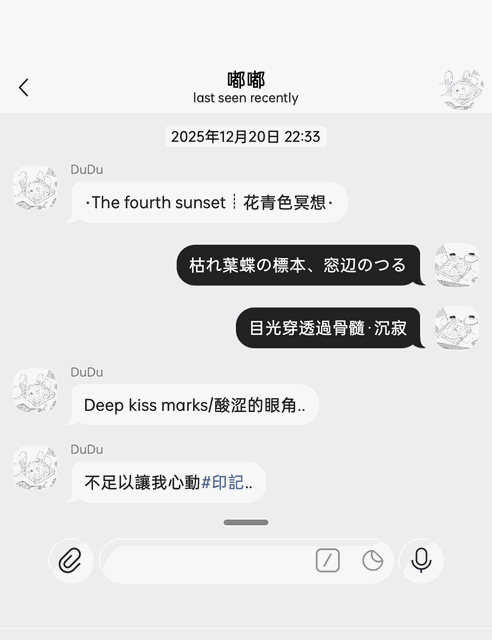 嘟嘟
last seen recently
2025年12月20日 22:33
DuDu
·The fourth sunset ┊ 花青色冥想·
枯れ葉蝶の標本、窓辺のつる
目光穿透過骨髓·沉寂
DuDu
Deep kiss marks/酸涩的眼角..
DuDu
不足以讓我心動#印記..